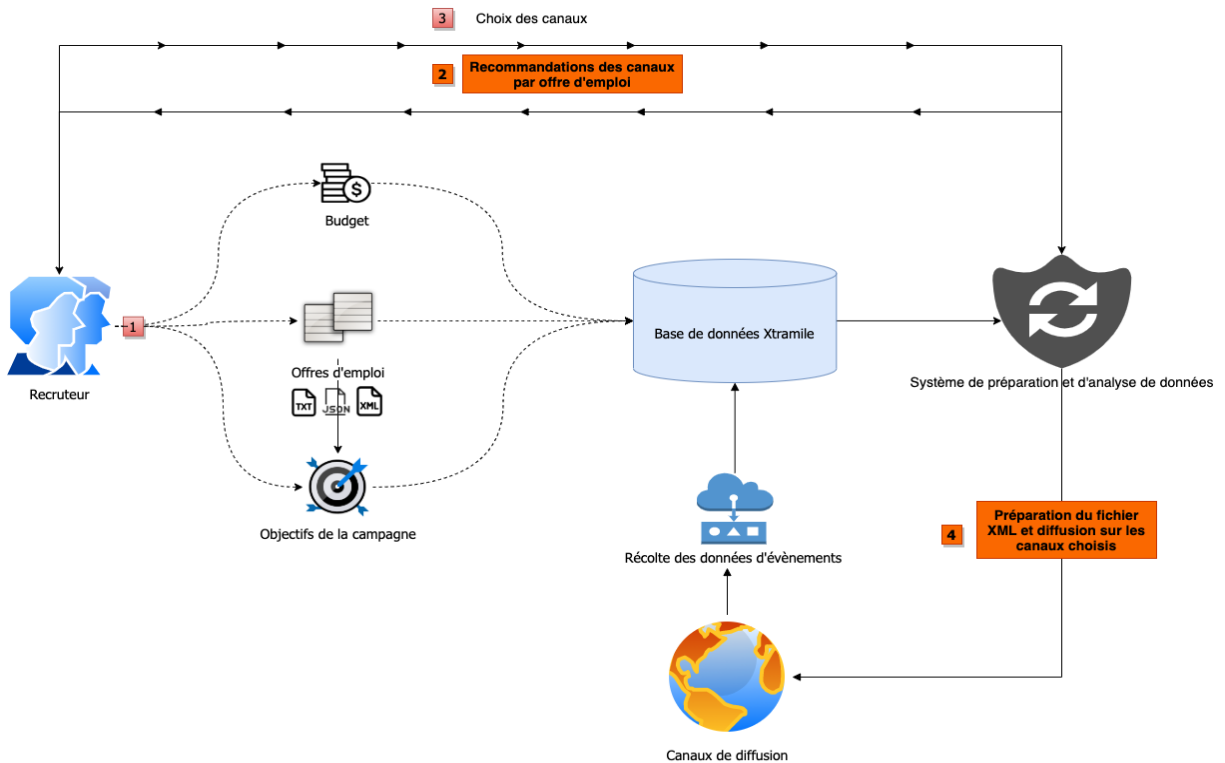 3 Choix des canaux
2 Recommandations des canaux
par offre d'emploi
$
Budget
1
Recruteur
Offres d'emploi
TXT JSON XML
Objectifs de la campagne
Base de données Xtramile
Système de préparation et d'analyse de données
Récolte des données d'évènements
4 Préparation du fichier
XML et diffusion sur les
canaux choisis
Canaux de diffusion